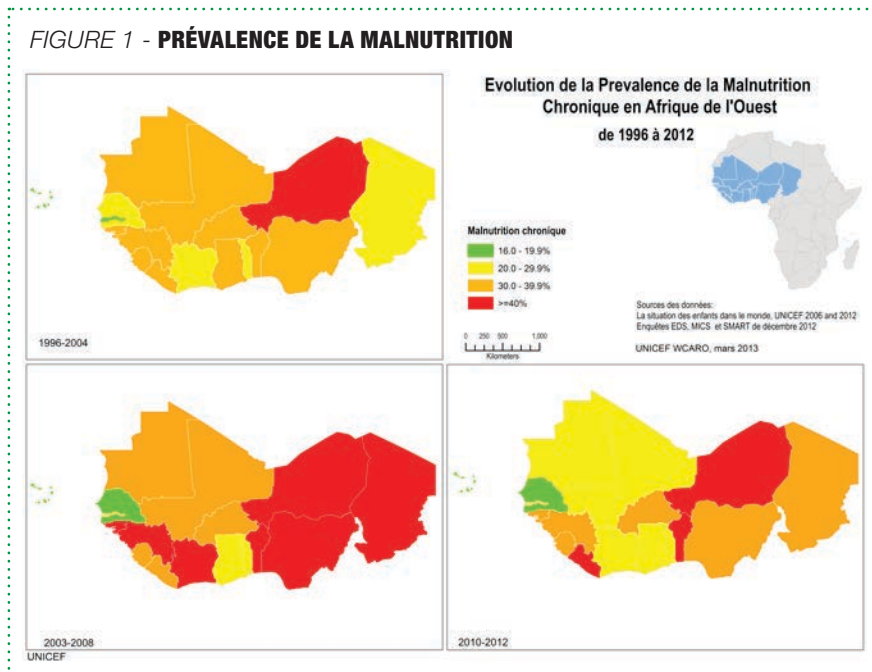 FIGURE 1 - PRÉVALENCE DE LA MALNUTRITION
Evolution de la Prevalence de la Malnutrition
Chronique en Afrique de l'Ouest
de 1996 à 2012
Malnutrition chronique
16.0 - 19.9%
20.0 - 29.9%
30.0 - 39.9%
>=40%
0 250 500 1,000
Kilometers
Sources des données:
La situation des enfants dans le monde, UNICEF 2006 and 2012
Enquêtes EDS, MICS et SMART de décembre 2012
UNICEF WCARO, mars 2013
1996-2004
2003-2008
2010-2012
UNICEF